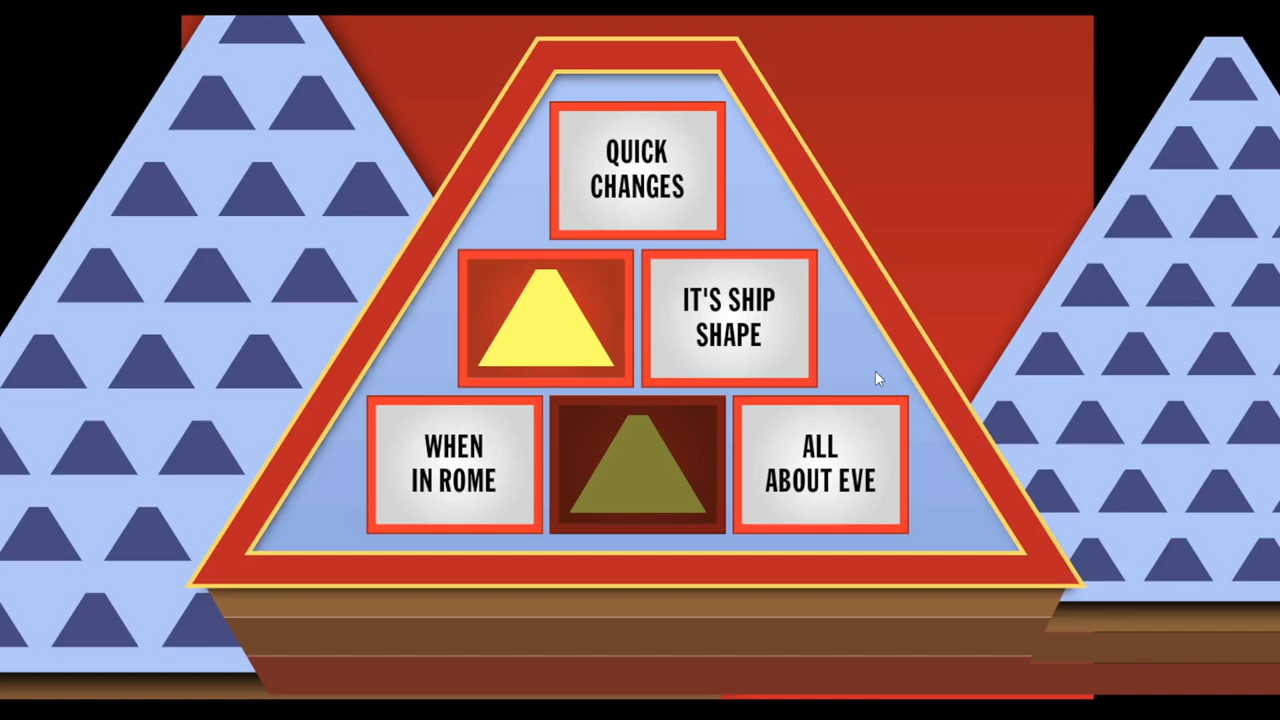 QUICK
CHANGES
IT'S SHIP
SHAPE
WHEN
IN ROME
ALL
ABOUT EVE